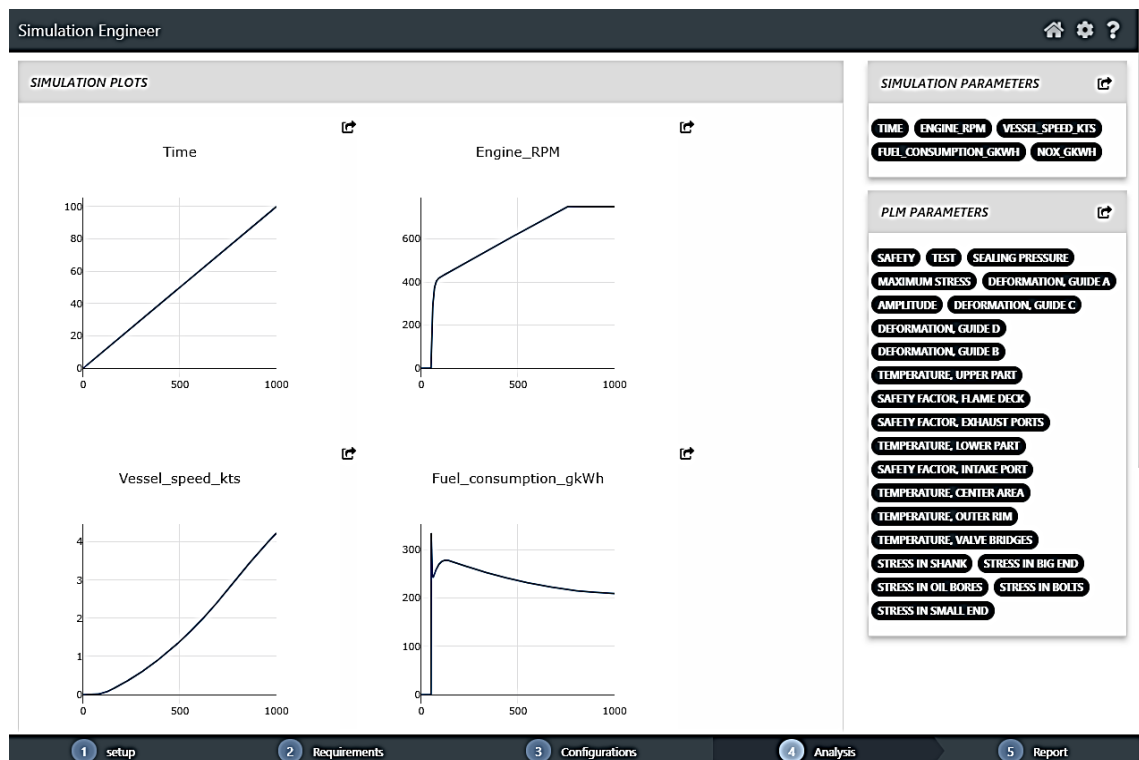 Simulation Engineer
?
SIMULATION PLOTS
Time
100
80
60
40
20
0
0 500 1000
Engine_RPM
600
400
200
0
0 500 1000
Vessel_speed_kts
4
3
2
1
0
0 500 1000
Fuel_consumption_gkWh
300
200
100
0
0 500 1000
SIMULATION PARAMETERS
TIME ENGINE_RPM VESSEL_SPEED_KTS
FUEL_CONSUMPTION_GKWH NOX_GKWH
PLM PARAMETERS
SAFETY TEST SEALING PRESSURE
MAXIMUM STRESS DEFORMATION, GUIDE A
AMPLITUDE DEFORMATION, GUIDE C
DEFORMATION, GUIDE D
DEFORMATION, GUIDE B
TEMPERATURE, UPPER PART
SAFETY FACTOR, FLAME DECK
SAFETY FACTOR, EXHAUST PORTS
TEMPERATURE, LOWER PART
SAFETY FACTOR, INTAKE PORT
TEMPERATURE, CENTER AREA
TEMPERATURE, OUTER RIM
TEMPERATURE, VALVE BRIDGES
STRESS IN SHANK STRESS IN BIG END
STRESS IN OIL BORES STRESS IN BOLTS
STRESS IN SMALL END
1 setup 2 Requirements 3 Configurations 4 Analysis 5 Report